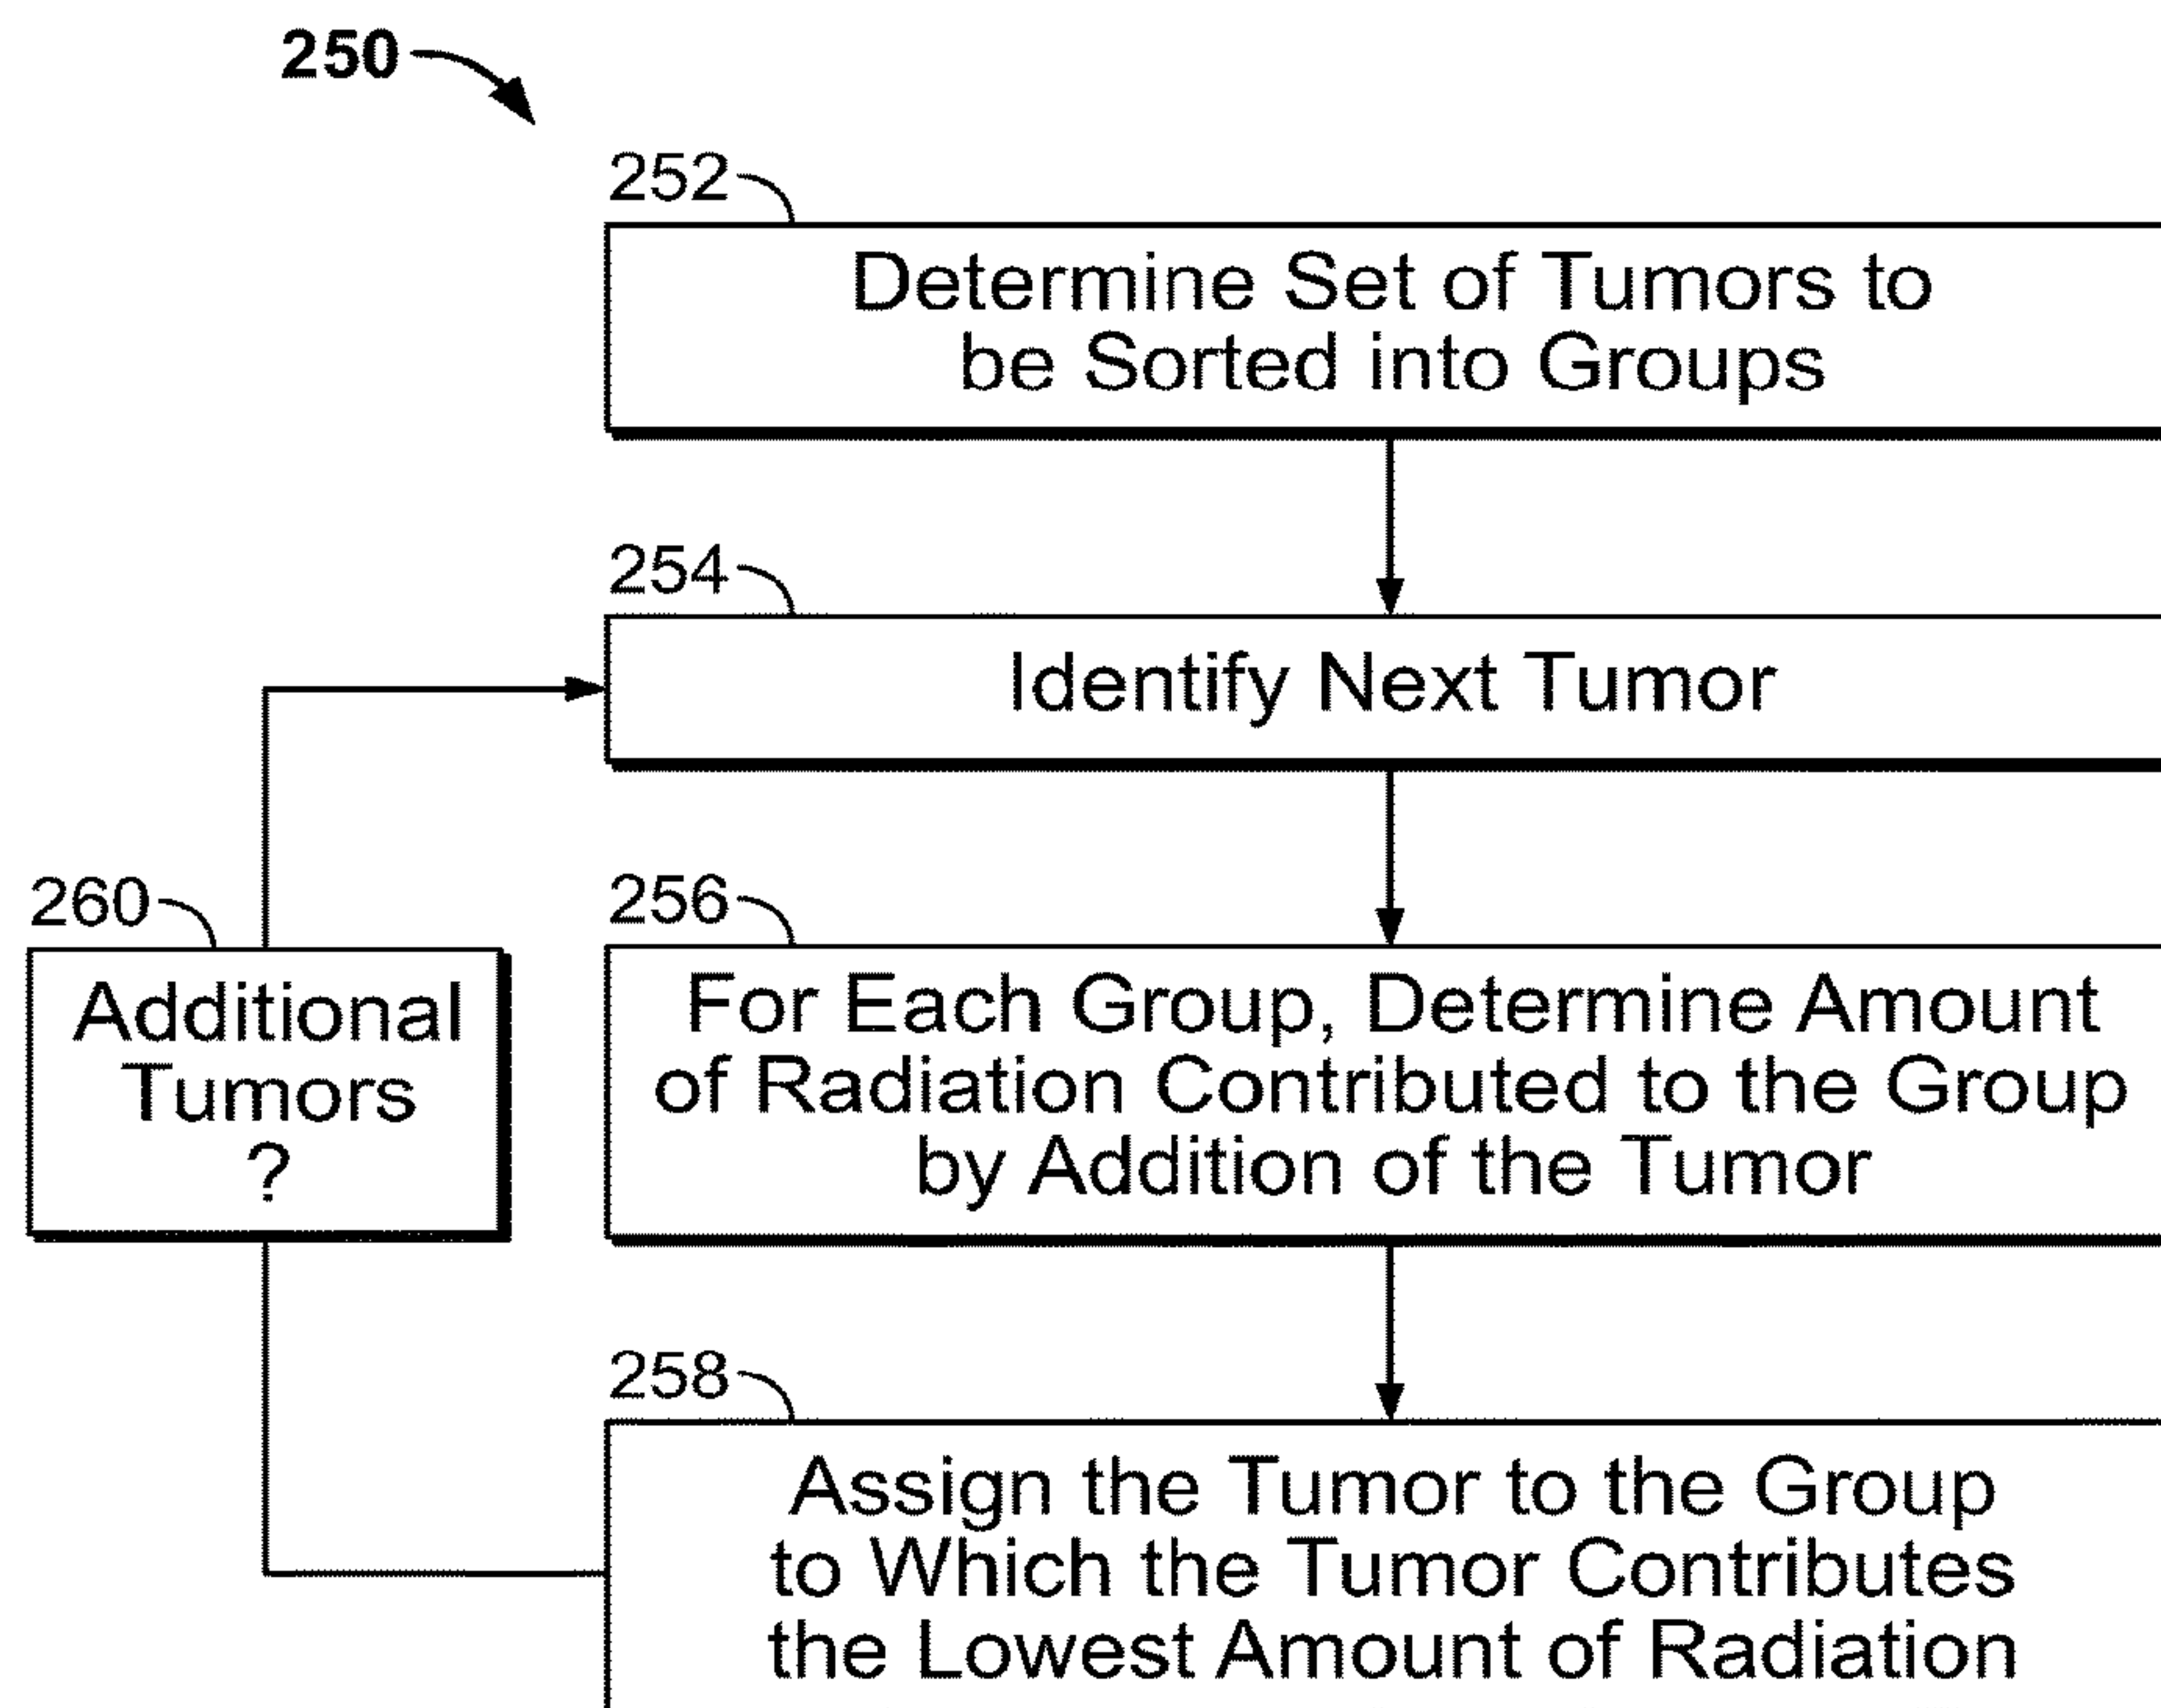 250
252
Determine Set of Tumors to
be Sorted into Groups
254
Identify Next Tumor
260
Additional
Tumors
?
256
For Each Group, Determine Amount
of Radiation Contributed to the Group
by Addition of the Tumor
258
Assign the Tumor to the Group
to Which the Tumor Contributes
the Lowest Amount of Radiation